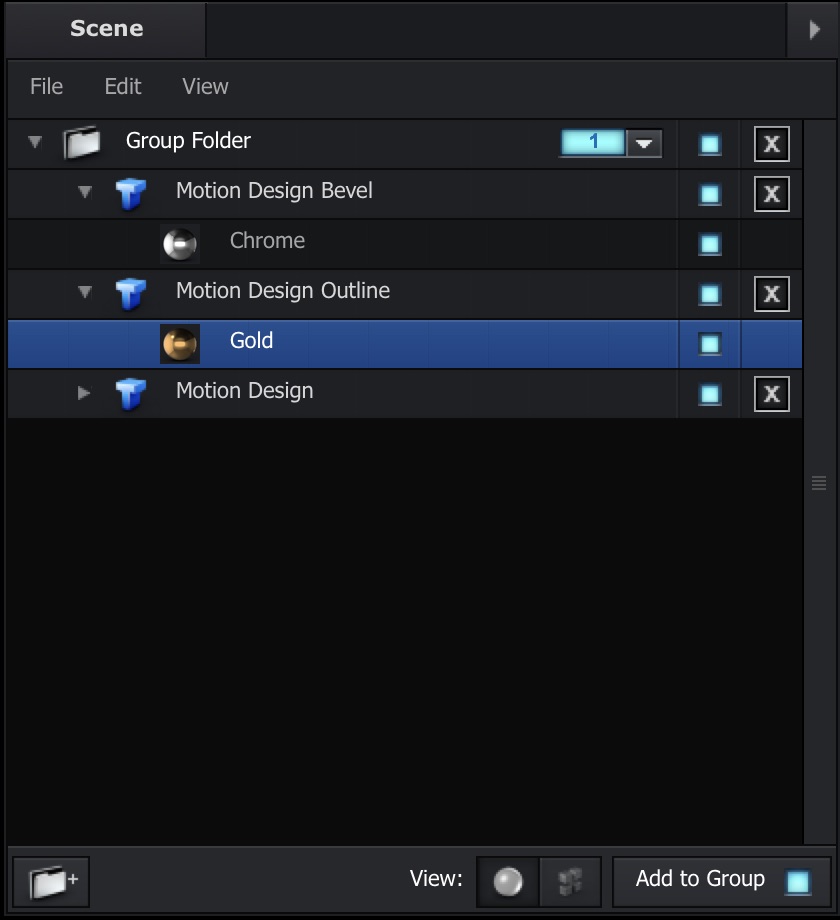 Scene
File Edit View
Group Folder 1 X
Motion Design Bevel X
Chrome
Motion Design Outline X
Gold
Motion Design X
View: Add to Group